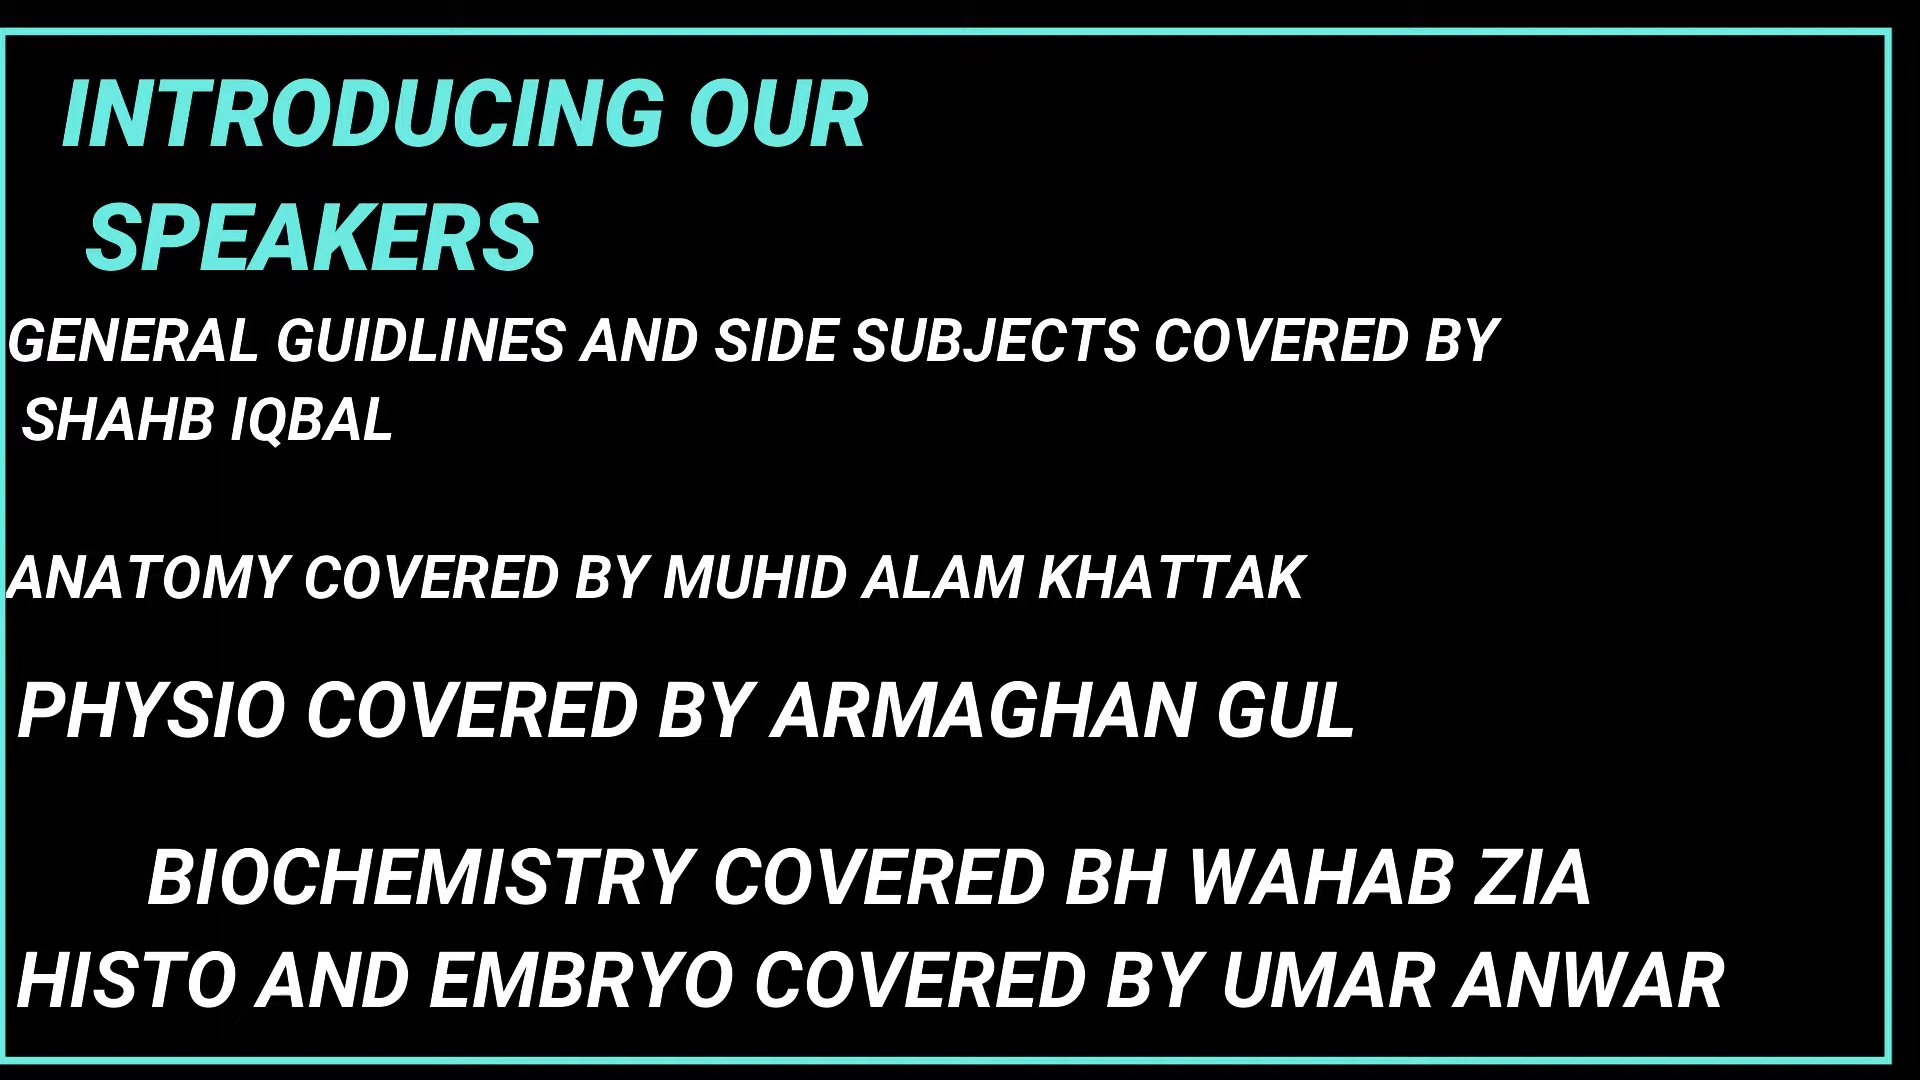 INTRODUCING OUR
SPEAKERS
GENERAL GUIDLINES AND SIDE SUBJECTS COVERED BY
SHAHB IQBAL
ANATOMY COVERED BY MUHID ALAM KHATTAK
PHYSIO COVERED BY ARMAGHAN GUL
BIOCHEMISTRY COVERED BH WAHAB ZIA
HISTO AND EMBRYO COVERED BY UMAR ANWAR